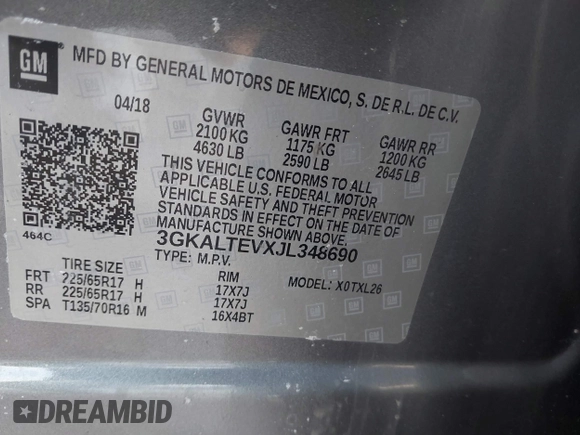 GM
MFD BY GENERAL MOTORS DE MEXICO, S. DE R.L. DE C.V.
04/18
GVWR GAWR FRT GAWR RR
2100 KG 1175 KG 1200 KG
4630 LB 2590 LB 2645 LB
THIS VEHICLE CONFORMS TO ALL
APPLICABLE U.S. FEDERAL MOTOR
VEHICLE SAFETY AND THEFT PREVENTION
STANDARDS IN EFFECT ON THE DATE OF
MANUFACTURE SHOWN ABOVE.
464C
3GKALTEVXJL348690
TYPE: M.P.V. MODEL: X0TXL26
TIRE SIZE RIM
FRT 225/65R17 H 17X7J
RR 225/65R17 H 17X7J
SPA T135/70R16 M 16X4BT
DREAMBID